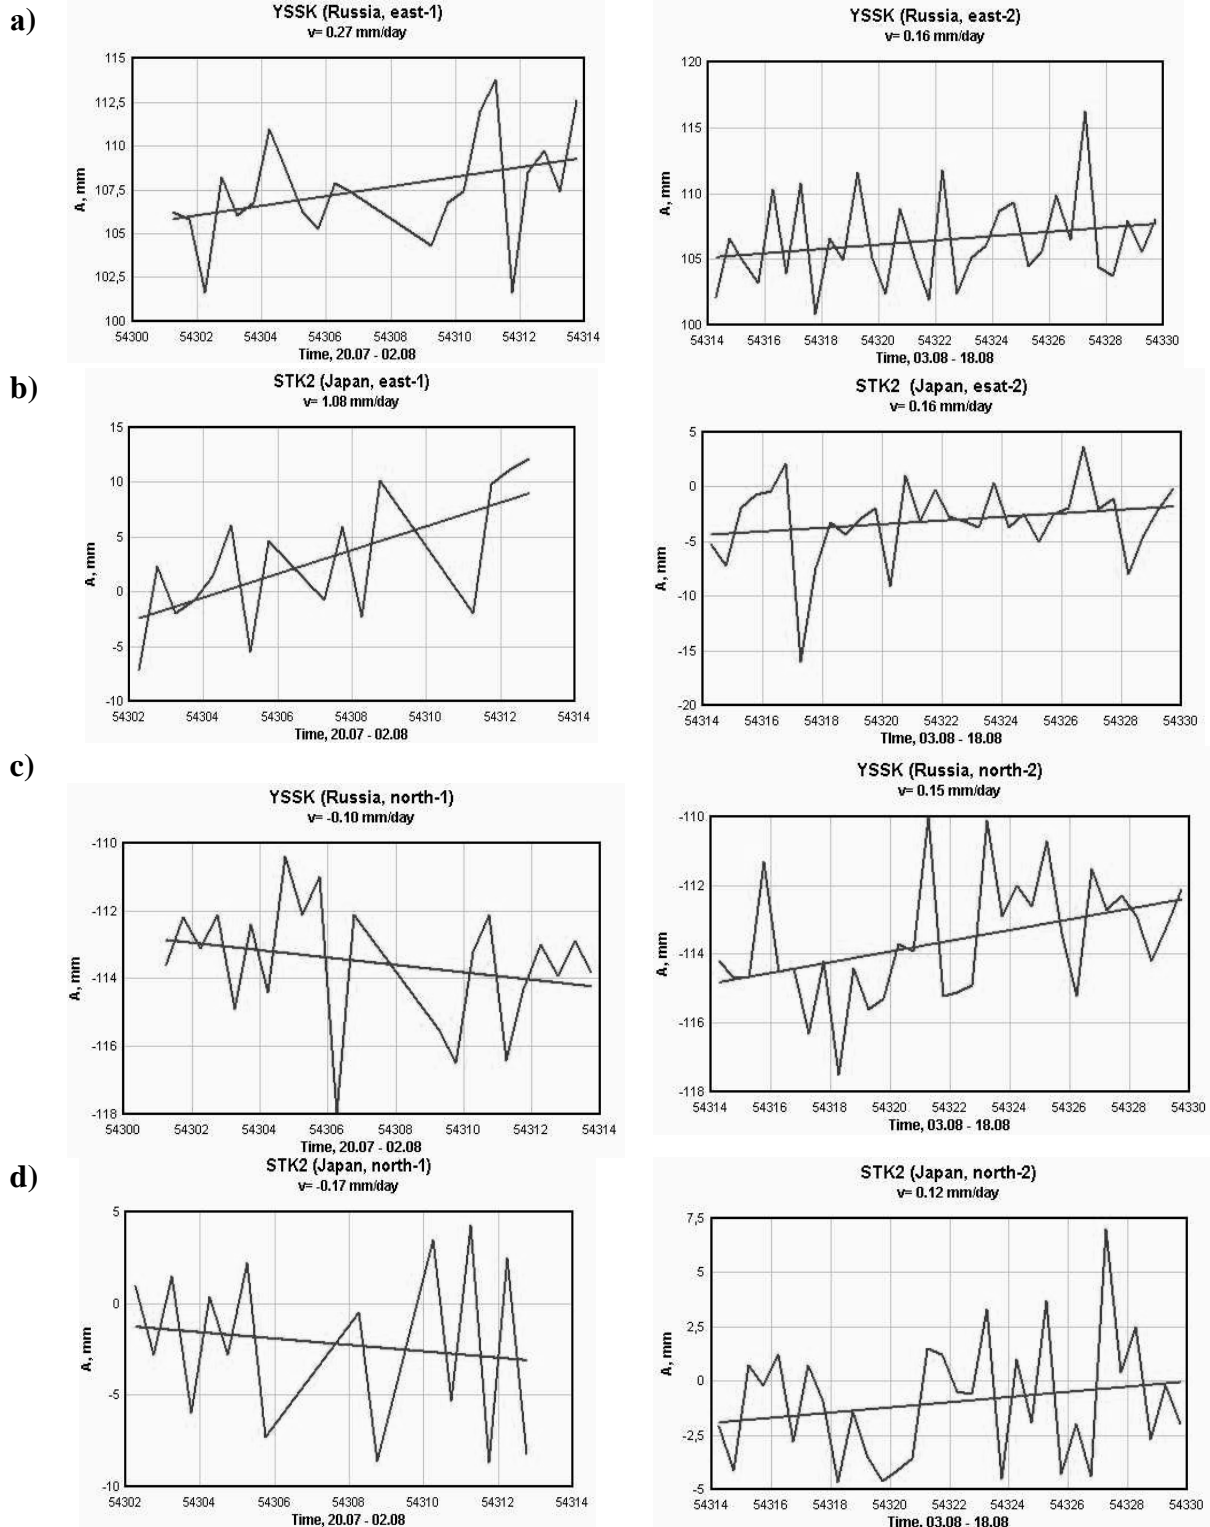 a)
YSSK (Russia, east-1)
v= 0.27 mm/day
115
112,5
110
107,5
105
102,5
100
A, mm
54300 54302 54304 54306 54308 54310 54312 54314
Time, 20.07 - 02.08
YSSK (Russia, east-2)
v= 0.16 mm/day
120
115
110
105
100
A, mm
54314 54316 54318 54320 54322 54324 54326 54328 54330
Time, 03.08 - 18.08
b)
STK2 (Japan, east-1)
v= 1.08 mm/day
15
10
5
0
-5
-10
A, mm
54302 54304 54306 54308 54310 54312 54314
Time, 20.07 - 02.08
STK2 (Japan, esat-2)
v= 0.16 mm/day
5
0
-5
-10
-15
-20
A, mm
54314 54316 54318 54320 54322 54324 54326 54328 54330
TIme, 03.08 - 18.08
c)
YSSK (Russia, north-1)
v= -0.10 mm/day
-110
-112
-114
-116
-118
A, mm
54300 54302 54304 54306 54308 54310 54312 54314
Time, 20.07 - 02.08
YSSK (Russia, north-2)
v= 0.15 mm/day
-110
-112
-114
-116
-118
A, mm
54314 54316 54318 54320 54322 54324 54326 54328 54330
Time, 03.08 - 18.08
d)
STK2 (Japan, north-1)
v= -0.17 mm/day
5
0
-5
-10
A, mm
54302 54304 54306 54308 54310 54312 54314
Time, 20.07 - 02.08
STK2 (Japan, north-2)
v= 0.12 mm/day
7,5
5
2,5
0
-2,5
-5
A, mm
54314 54316 54318 54320 54322 54324 54326 54328 54330
Time, 03.08 - 18.08